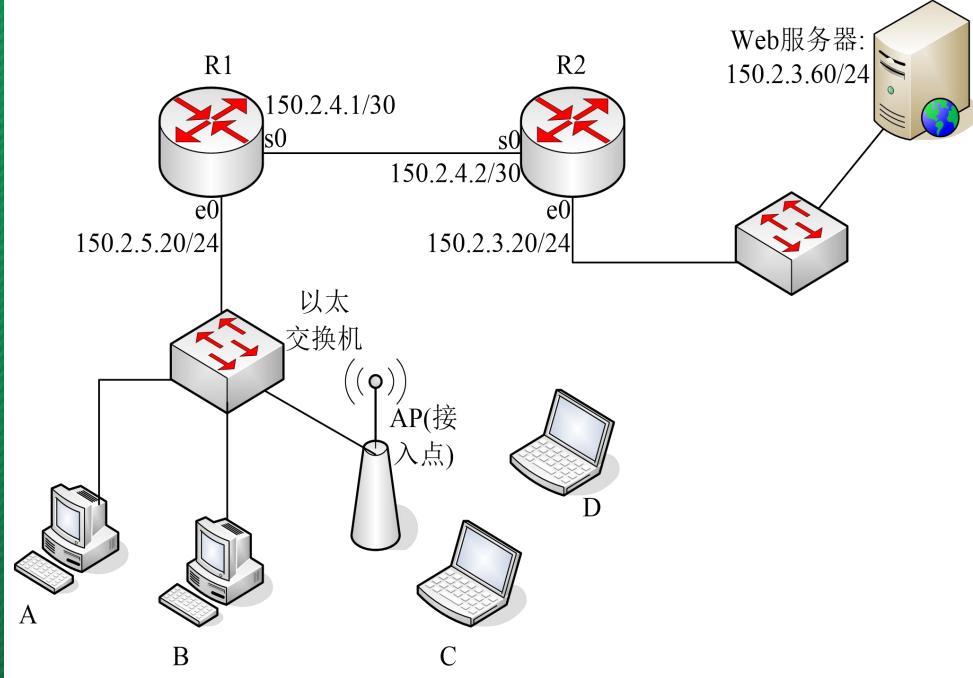 Web服务器:
150.2.3.60/24
R1
R2
150.2.4.1/30
s0
s0
150.2.4.2/30
e0
150.2.5.20/24
e0
150.2.3.20/24
以太
交换机
AP(接
入点)
D
A
B
C